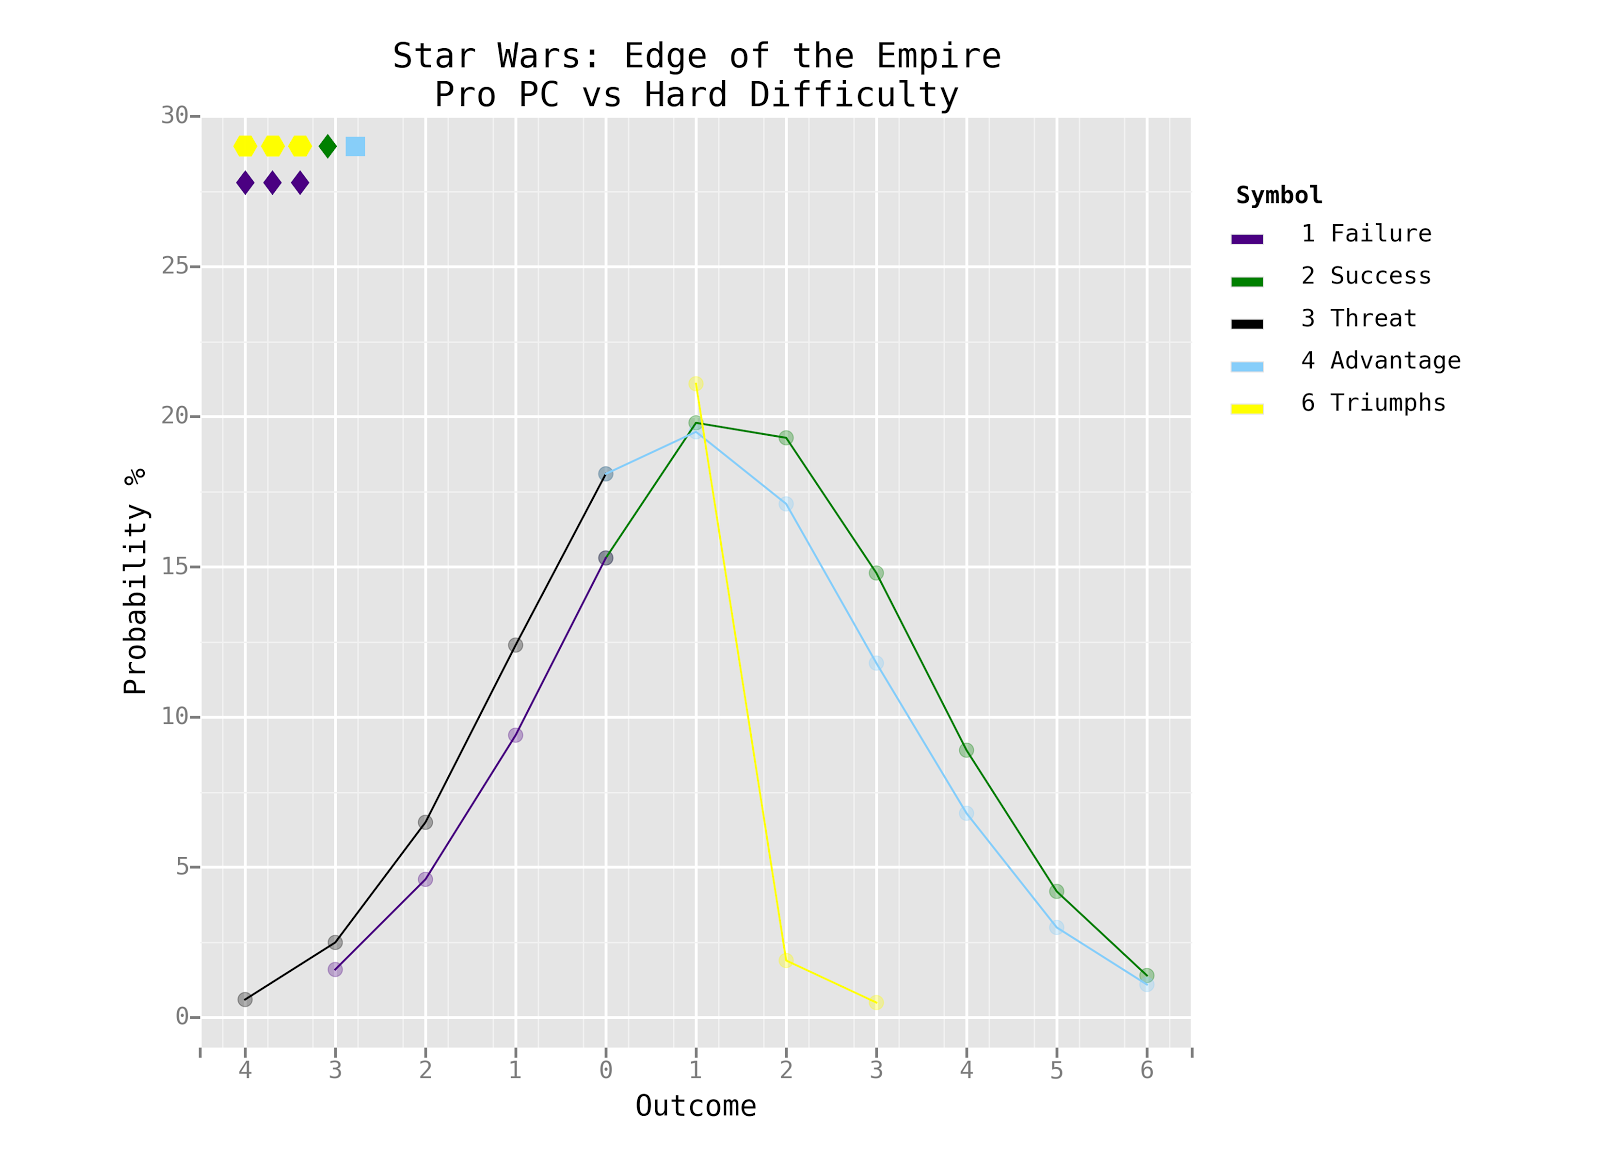 Star Wars: Edge of the Empire
Pro PC vs Hard Difficulty
30
25
20
15
10
5
0
Probability %
4 3 2 1 0 1 2 3 4 5 6
Outcome
Symbol
1 Failure
2 Success
3 Threat
4 Advantage
6 Triumphs